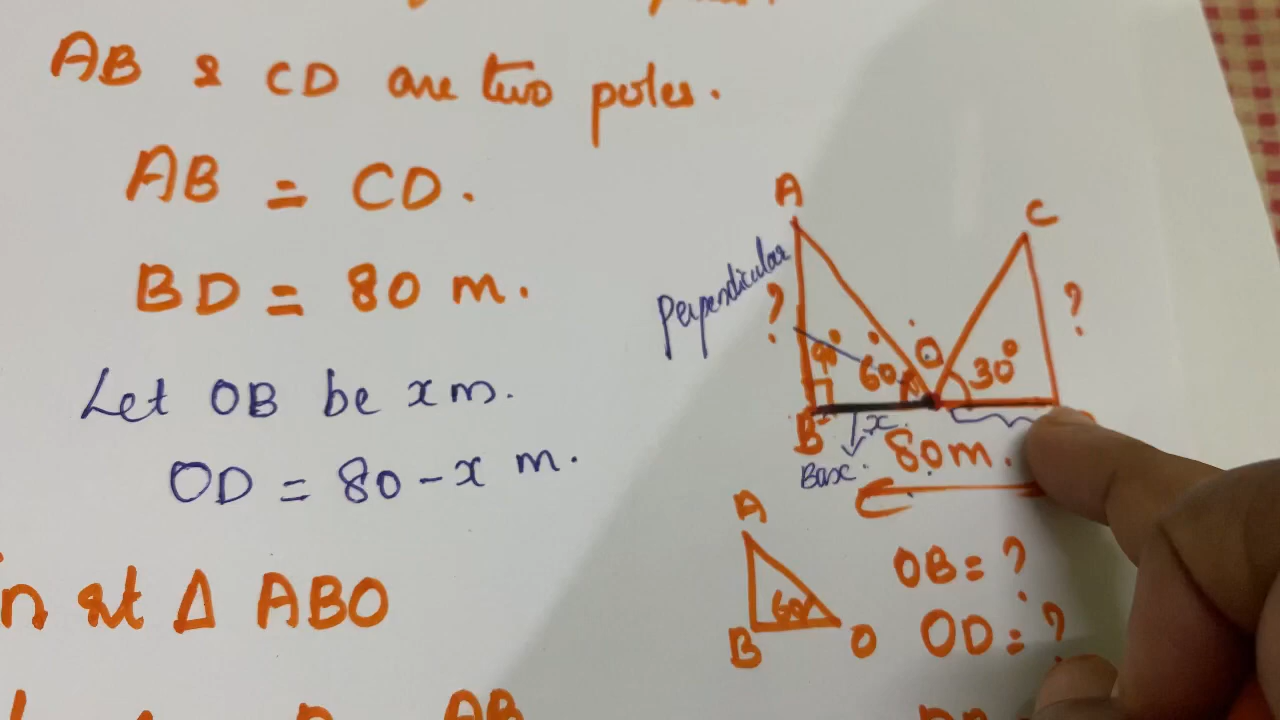 AB & CD are two poles.
AB = CD.
BD = 80 m.
Let OB be x m.
OD = 80 - x m.
in rt Δ ABO
AB
A
C
Perpendicular
?
?
90°
60°
O
30°
B
x
Base.
80m.
A
60
B
O
OB = ?
OD = ?